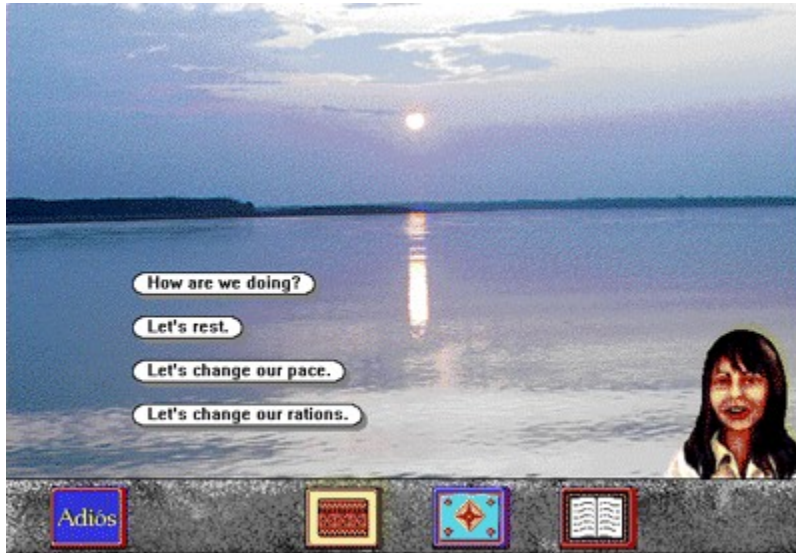 How are we doing?
Let's rest.
Let's change our pace.
Let's change our rations.
Adiós